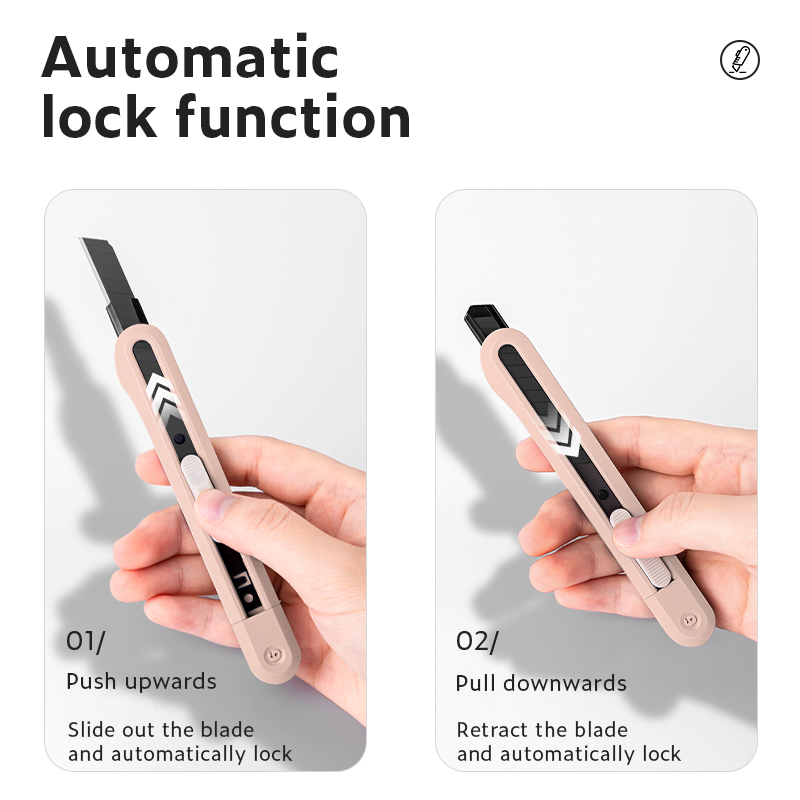 Automatic
lock function
01/
Push upwards
Slide out the blade
and automatically lock
02/
Pull downwards
Retract the blade
and automatically lock